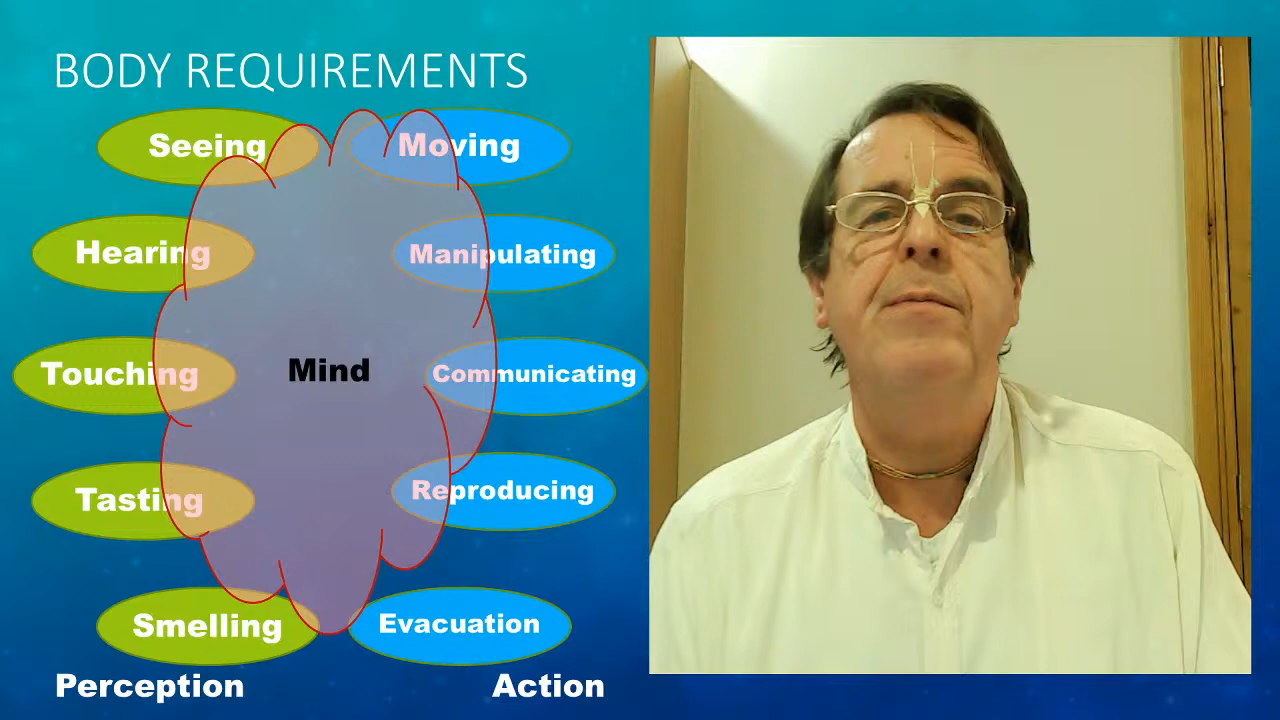 BODY REQUIREMENTS
Seeing
Moving
Hearing
Manipulating
Touching
Mind
Communicating
Tasting
Reproducing
Smelling
Evacuation
Perception
Action